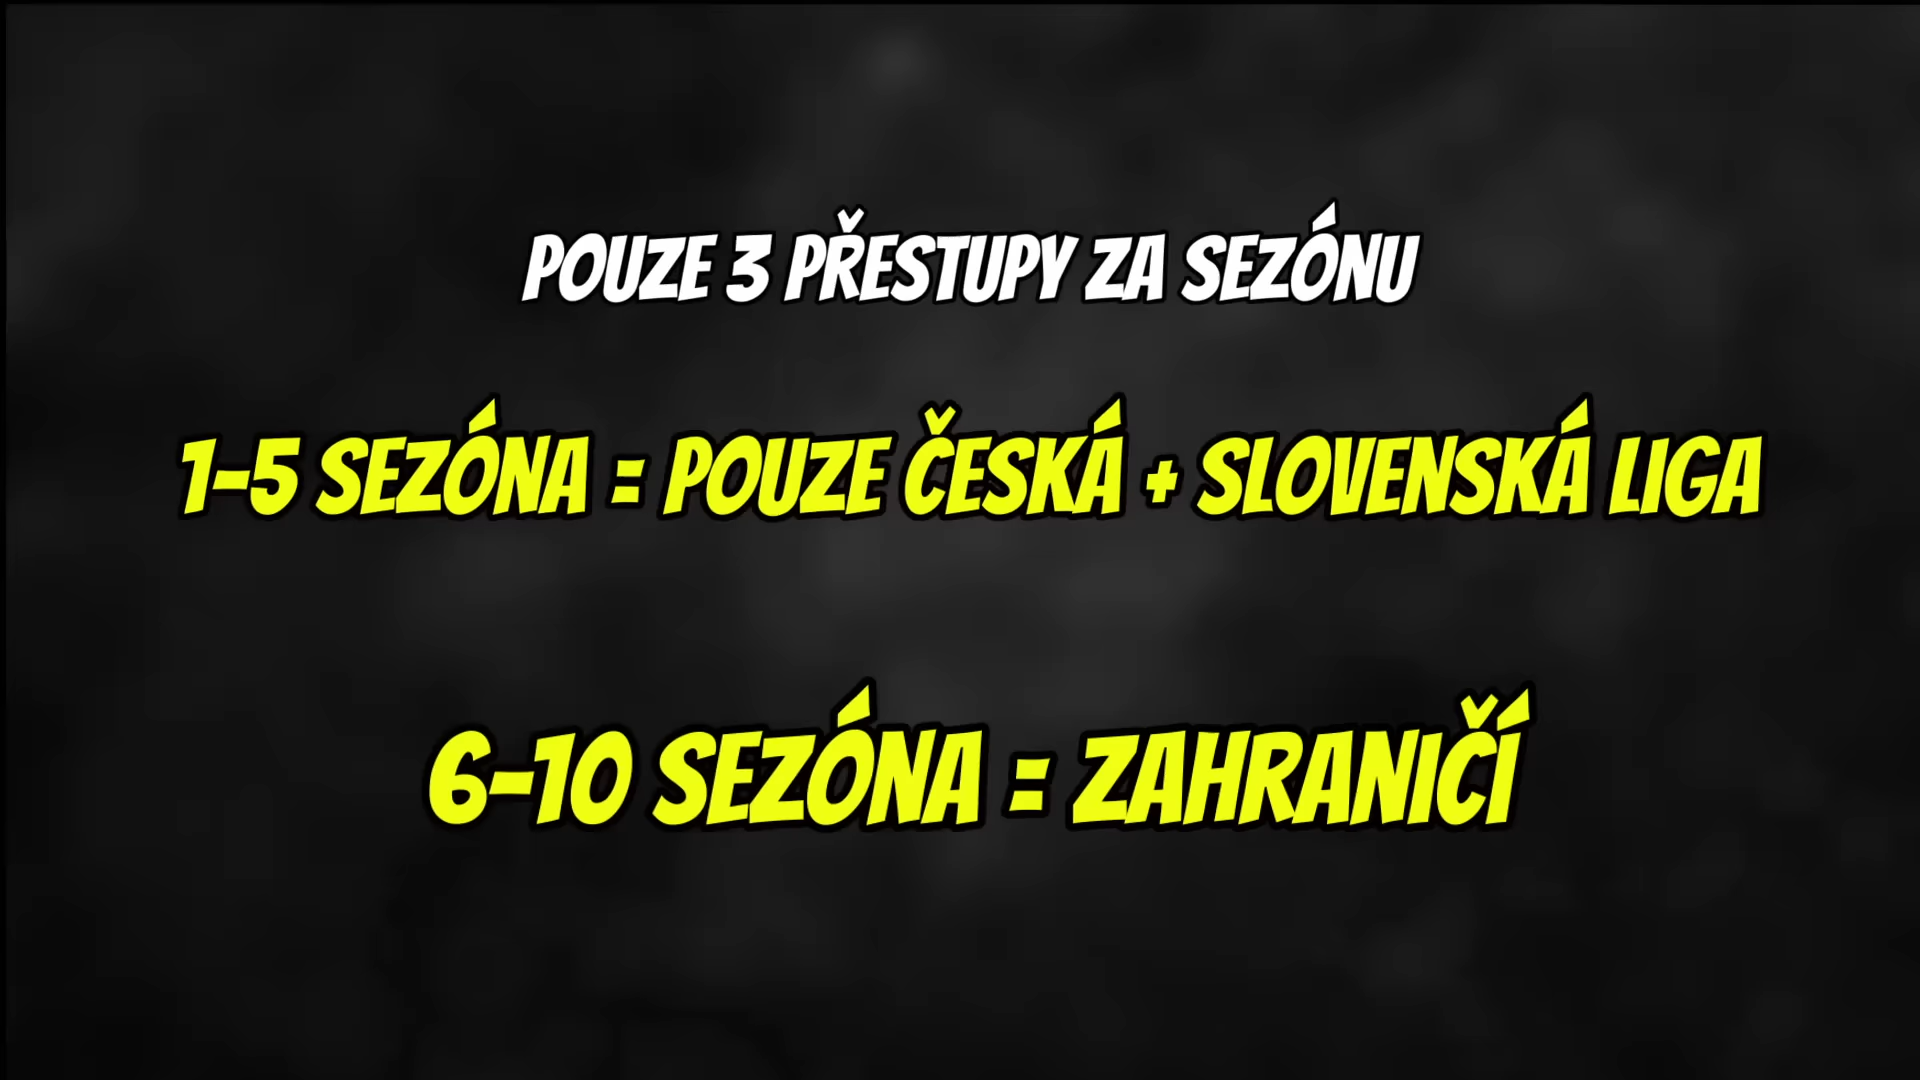 POUZE 3 PŘESTUPY ZA SEZÓNU
1-5 SEZÓNA = POUZE ČESKÁ + SLOVENSKÁ LIGA
6-10 SEZÓNA = ZAHRANIČÍ